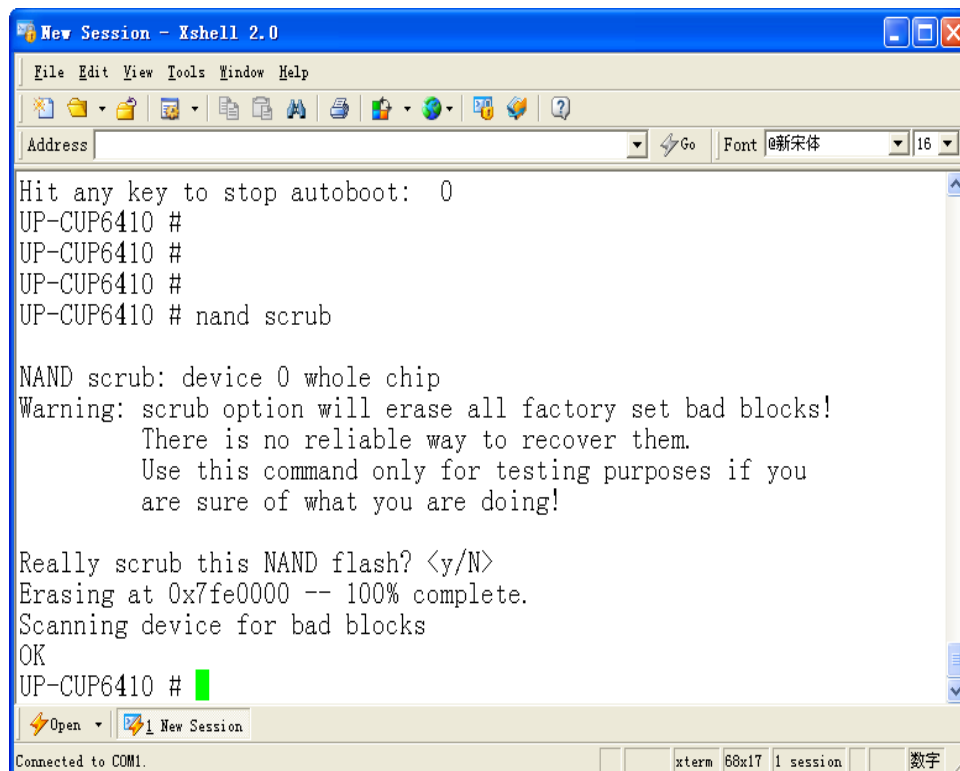 New Session - Xshell 2.0
File Edit View Tools Window Help
Address Go Font @新宋体 16
Hit any key to stop autoboot:  0
UP-CUP6410 #
UP-CUP6410 #
UP-CUP6410 #
UP-CUP6410 # nand scrub
NAND scrub: device 0 whole chip
Warning: scrub option will erase all factory set bad blocks!
There is no reliable way to recover them.
Use this command only for testing purposes if you
are sure of what you are doing!
Really scrub this NAND flash? <y/N>
Erasing at 0x7fe0000 -- 100% complete.
Scanning device for bad blocks
OK
UP-CUP6410 #
Open 1 New Session
Connected to COM1. xterm 68x17 1 session 数字